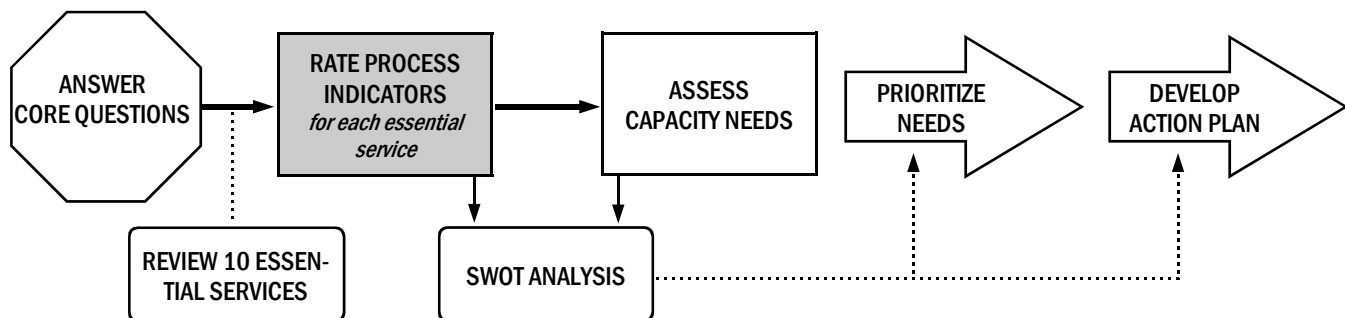 ANSWER
CORE QUESTIONS
RATE PROCESS
INDICATORS
for each essential
service
ASSESS
CAPACITY NEEDS
PRIORITIZE
NEEDS
DEVELOP
ACTION PLAN
REVIEW 10 ESSEN-
TIAL SERVICES
SWOT ANALYSIS